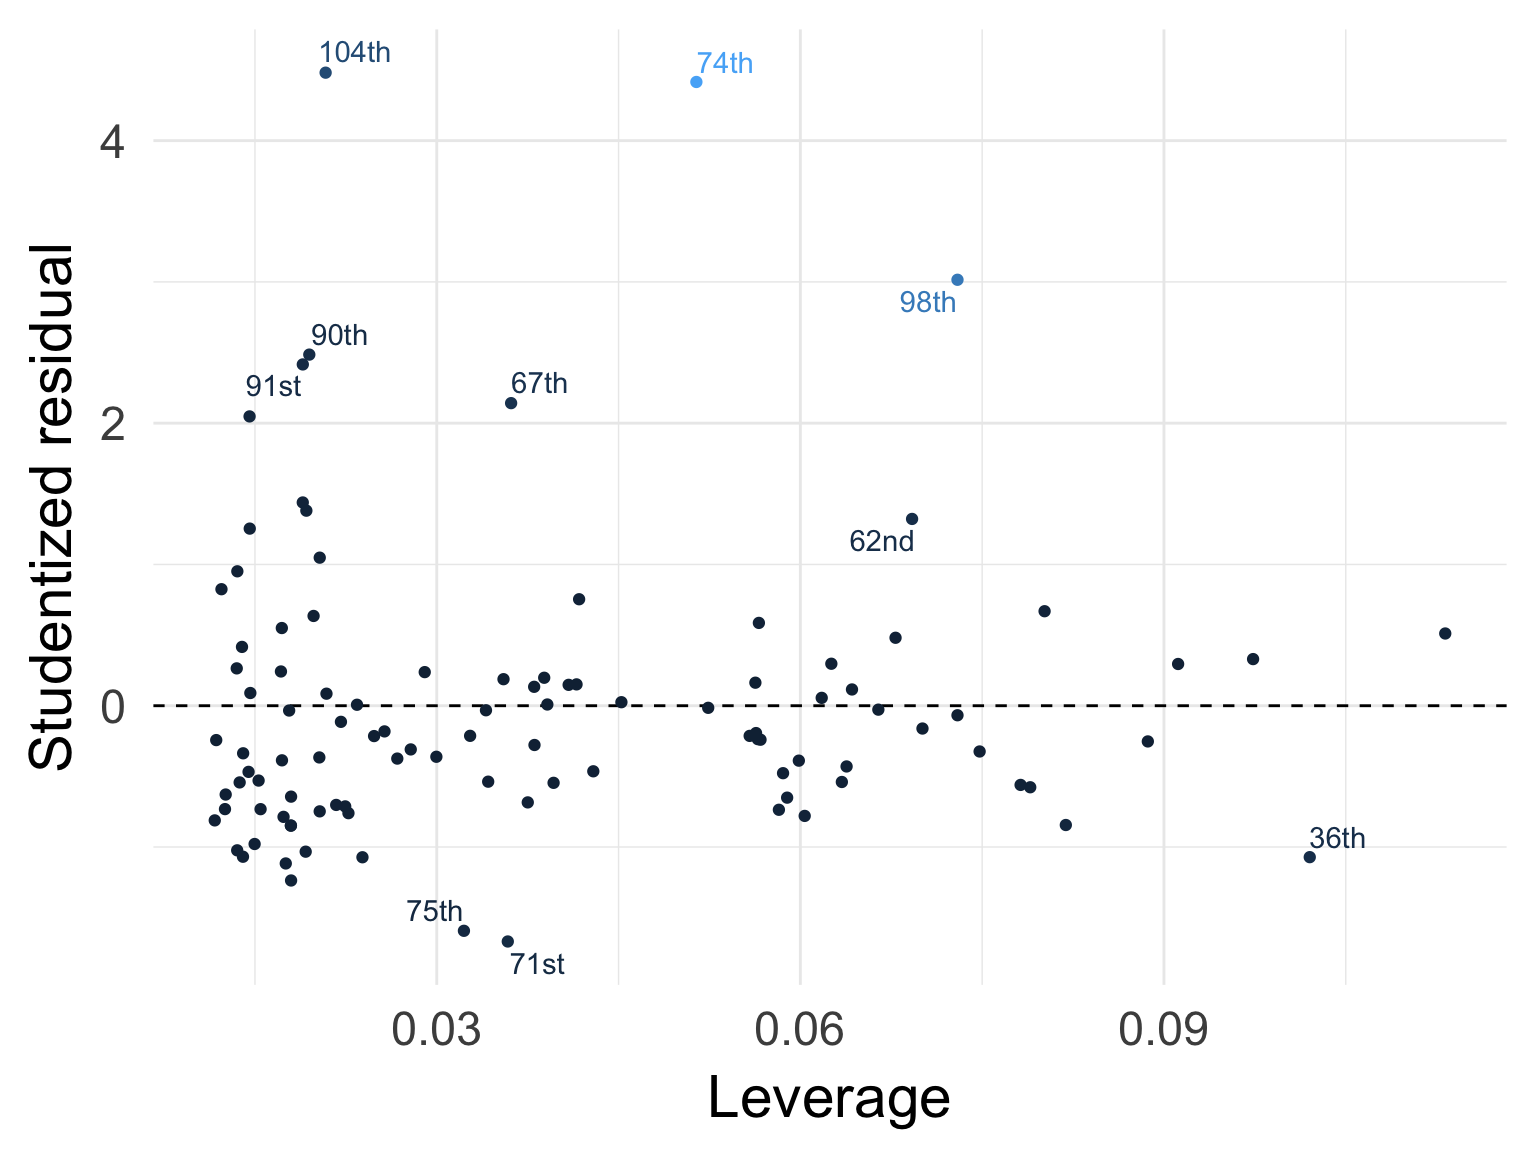 104th
74th
4
98th
90th
91st
67th
2
62nd
0
36th
75th
71st
0.03
0.06
0.09
Leverage
Studentized residual